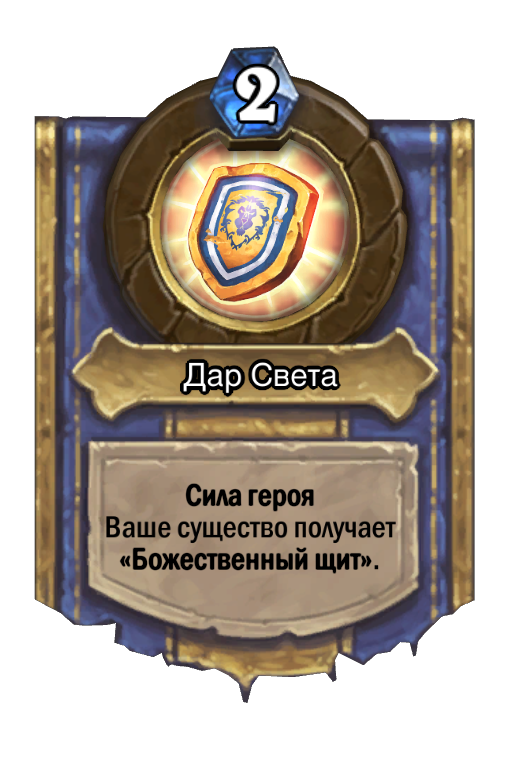 2
Дар Света
Сила героя
Ваше существо получает
«Божественный щит».